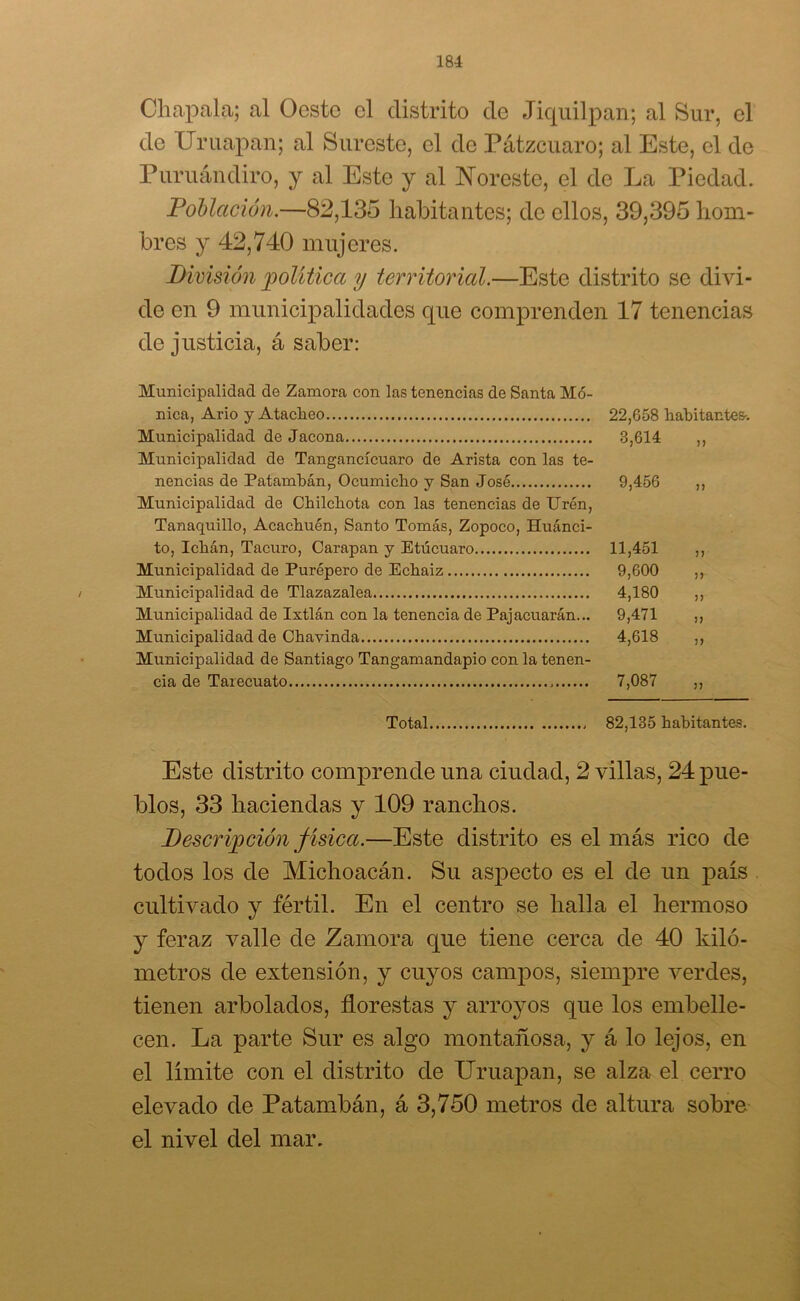 184
Chapala; al Oeste el distrito de Jiquilpan; al Sur, el
de Uruapan; al Sureste, el de Pátzcuaro; al Este, el de
Puruándiro, y al Este y al Noreste, el de La Piedad.
Población.—82,135 habitantes; de ellos, 39,395 hom-
bres y 42,740 mujeres.
División política y territorial.—Este distrito se divi-
de en 9 municipalidades que comprenden 17 tenencias
de justicia, á saber:
Municipalidad de Zamora con las tenencias de Santa Mó-
nica, Ario y Atacheo........ 22,658 habitantes.
Municipalidad de Jacona........ 3,614 „
Municipalidad de Tangancícuaro de Arista con las te-
nencias de Patambán, Ocumicho y San José........ 9,456 „
Municipalidad de Chilchota con las tenencias de Urén,
Tanaquillo, Acachuén, Santo Tomás, Zopoco, Huánci-
to, Ichán, Tacuro, Carapan y Etúcuaro........ 11,451 „
Municipalidad de Purépero de Echaiz........ 9,600 „
Municipalidad de Tlazazalea........ 4,180 „
Municipalidad de Ixtlán con la tenencia de Pajacuarán... 9,471 „
Municipalidad de Chavinda........ 4,618 „
Municipalidad de Santiago Tangamandapio con la tenen-
cia de Tarecuato........ 7,087 „
Total........ 82,135 habitantes.
Este distrito comprende una ciudad, 2 villas, 24 pue-
blos, 33 haciendas y 109 ranchos.
Descripción física.—Este distrito es el más rico de
todos los de Michoacán. Su aspecto es el de un país
cultivado y fértil. En el centro se halla el hermoso
y feraz valle de Zamora que tiene cerca de 40 kiló-
metros de extensión, y cuyos campos, siempre verdes,
tienen arbolados, florestas y arroyos que los embelle-
cen. La parte Sur es algo montañosa, y á lo lejos, en
el límite con el distrito de Uruapan, se alza el cerro
elevado de Patambán, á 3,750 metros de altura sobre
el nivel del mar.